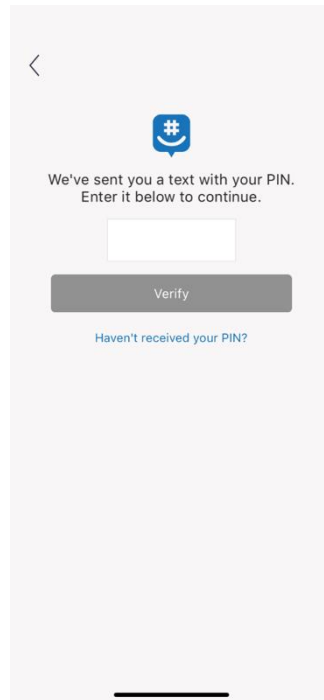 #
We've sent you a text with your PIN.
Enter it below to continue.
Verify
Haven't received your PIN?